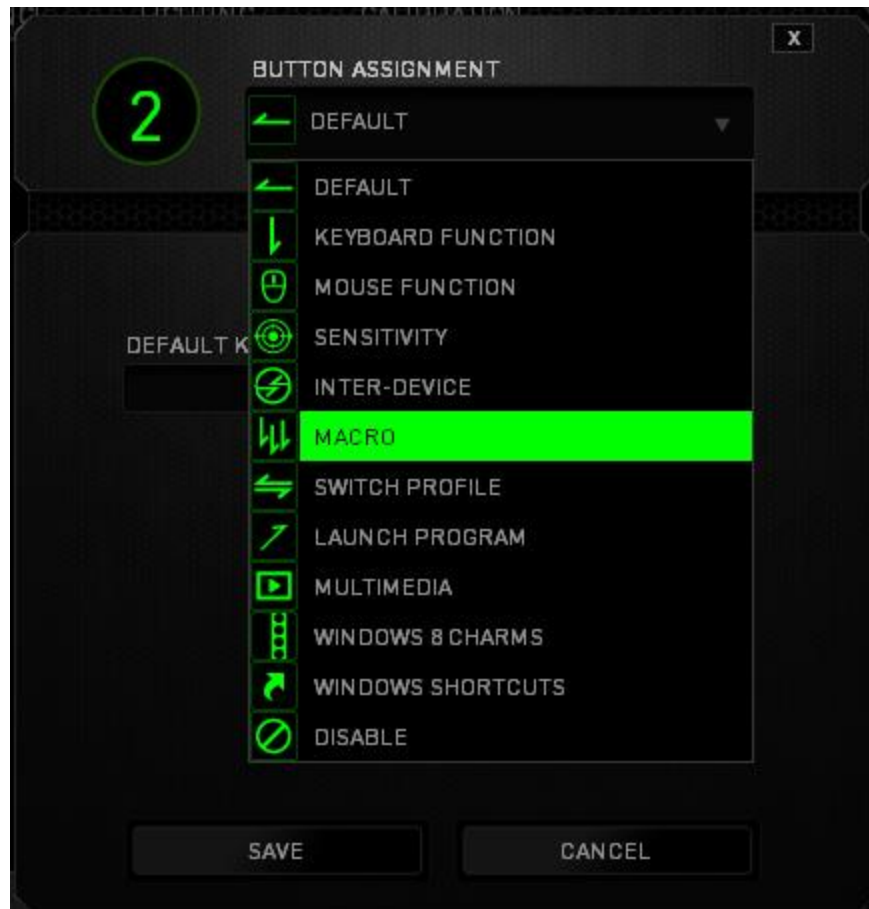 X
BUTTON ASSIGNMENT
2
DEFAULT
DEFAULT
KEYBOARD FUNCTION
MOUSE FUNCTION
SENSITIVITY
DEFAULT K
INTER-DEVICE
MACRO
SWITCH PROFILE
LAUNCH PROGRAM
MULTIMEDIA
WINDOWS 8 CHARMS
WINDOWS SHORTCUTS
DISABLE
SAVE
CANCEL